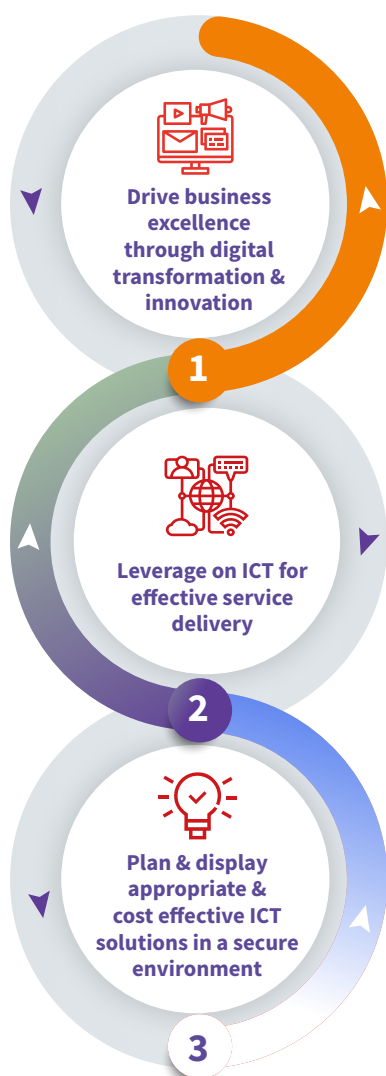 Drive business
excellence
through digital
transformation &
innovation
1
Leverage on ICT for
effective service
delivery
2
Plan & display
appropriate &
cost effective ICT
solutions in a secure
environment
3